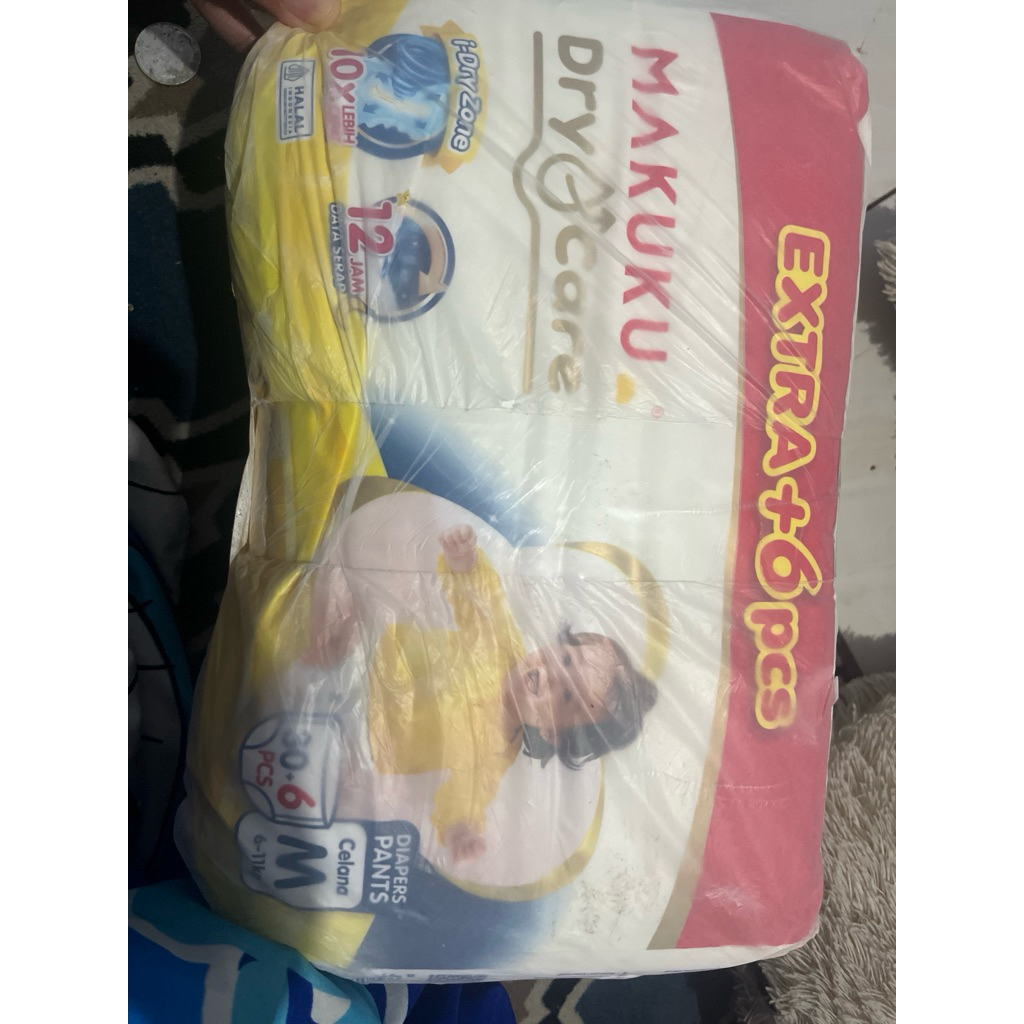 EXTRA+6 pcs
MAKUKU
Dry Care
i-Dry Zone
10x LEBIH
12 JAM
DAYA SERAP
HALAL
INDONESIA
DIAPERS
PANTS
Celana
M
6-11kg
30+6
PCS